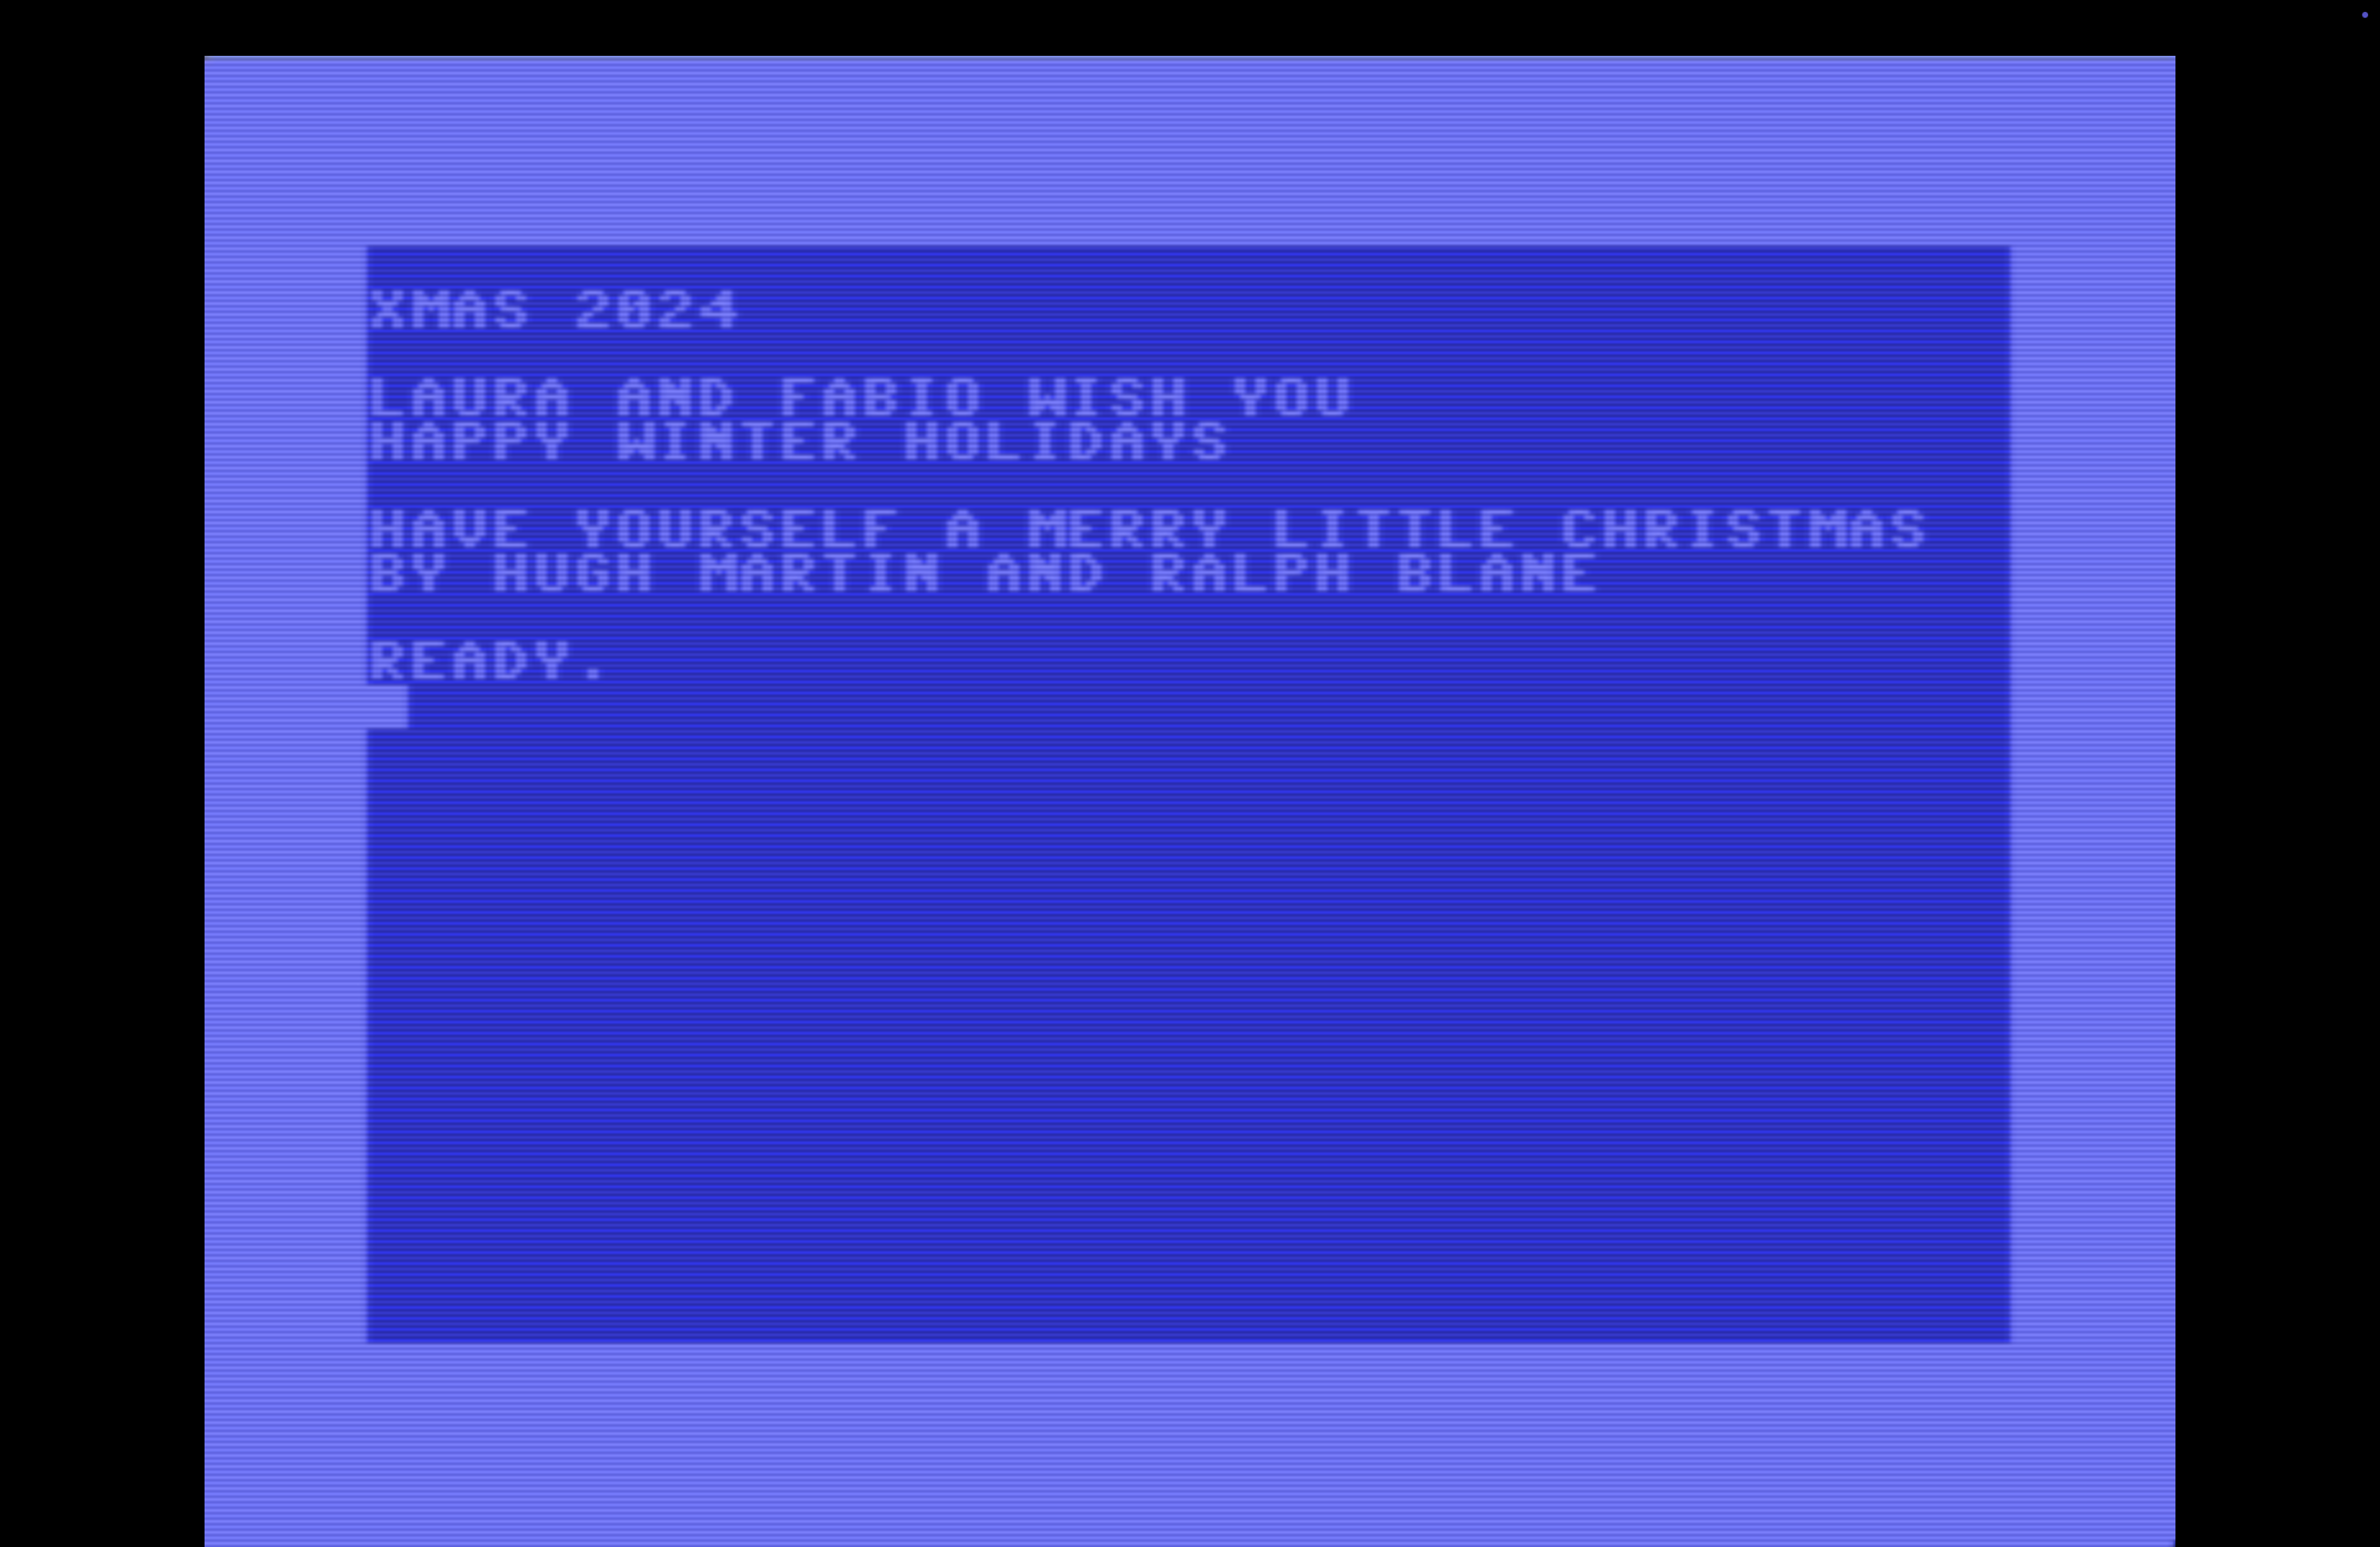 XMAS 2024
LAURA AND FABIO WISH YOU
HAPPY WINTER HOLIDAYS
HAVE YOURSELF A MERRY LITTLE CHRISTMAS
BY HUGH MARTIN AND RALPH BLANE
READY.